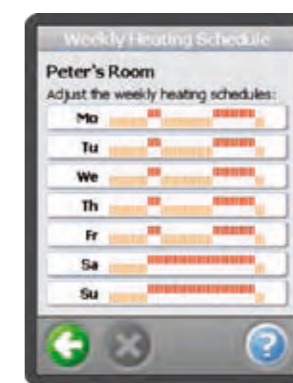 Weekly Heating Schedule
Peter's Room
Adjust the weekly heating schedules:
Mo
Tu
We
Th
Fr
Sa
Su
?